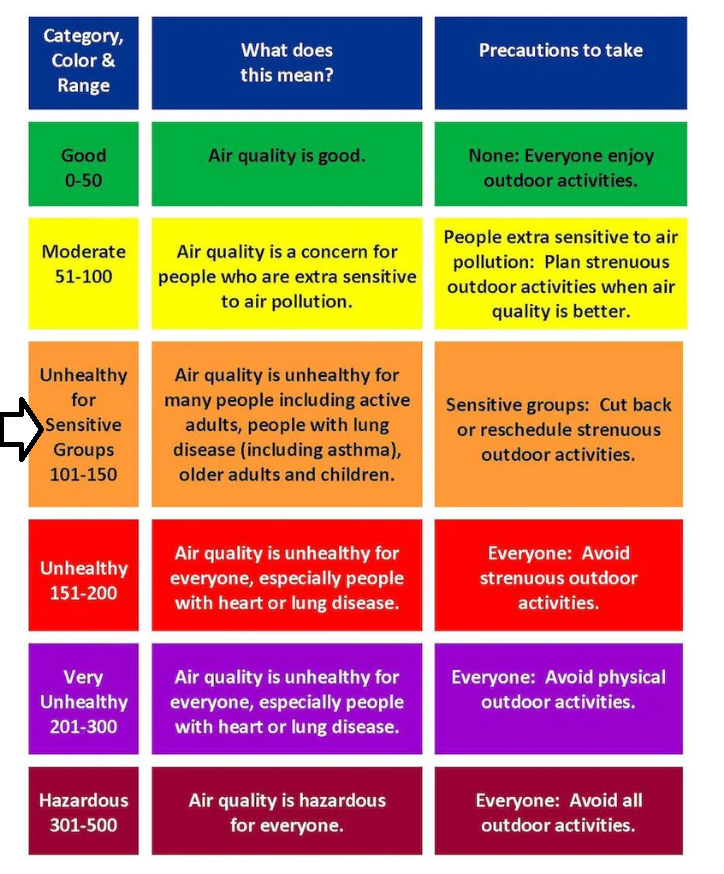 Category,
Color &
Range
What does
this mean?
Precautions to take
Good
0-50
Air quality is good.
None: Everyone enjoy
outdoor activities.
Moderate
51-100
Air quality is a concern for
people who are extra sensitive
to air pollution.
People extra sensitive to air
pollution: Plan strenuous
outdoor activities when air
quality is better.
Unhealthy
for
Sensitive
Groups
101-150
Air quality is unhealthy for
many people including active
adults, people with lung
disease (including asthma),
older adults and children.
Sensitive groups: Cut back
or reschedule strenuous
outdoor activities.
Unhealthy
151-200
Air quality is unhealthy for
everyone, especially people
with heart or lung disease.
Everyone: Avoid
strenuous outdoor
activities.
Very
Unhealthy
201-300
Air quality is unhealthy for
everyone, especially people
with heart or lung disease.
Everyone: Avoid physical
outdoor activities.
Hazardous
301-500
Air quality is hazardous
for everyone.
Everyone: Avoid all
outdoor activities.